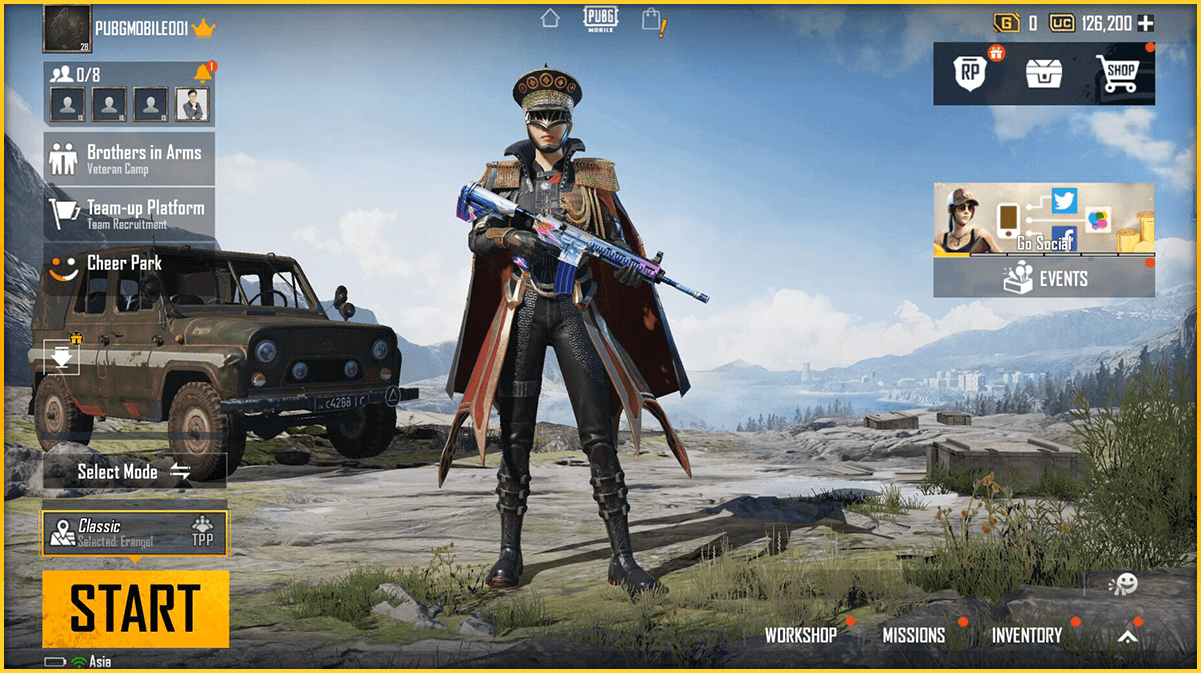 PUBGMOBILE001
28
PUBG
MOBILE
G 0 UC 126,200
0/8
1
RP
SHOP
Brothers in Arms
Veteran Camp
Team-up Platform
Team Recruitment
Cheer Park
Go Social
EVENTS
Select Mode
Classic
Selected: Erangel
TPP
START
WORKSHOP
MISSIONS
INVENTORY
Asia